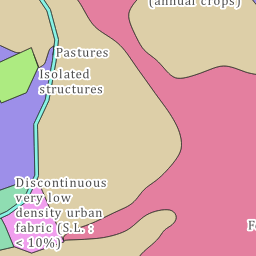 (annual crops)
Pastures
Isolated
structures
Discontinuous
very low
density urban
fabric (S.L. :
< 10%)